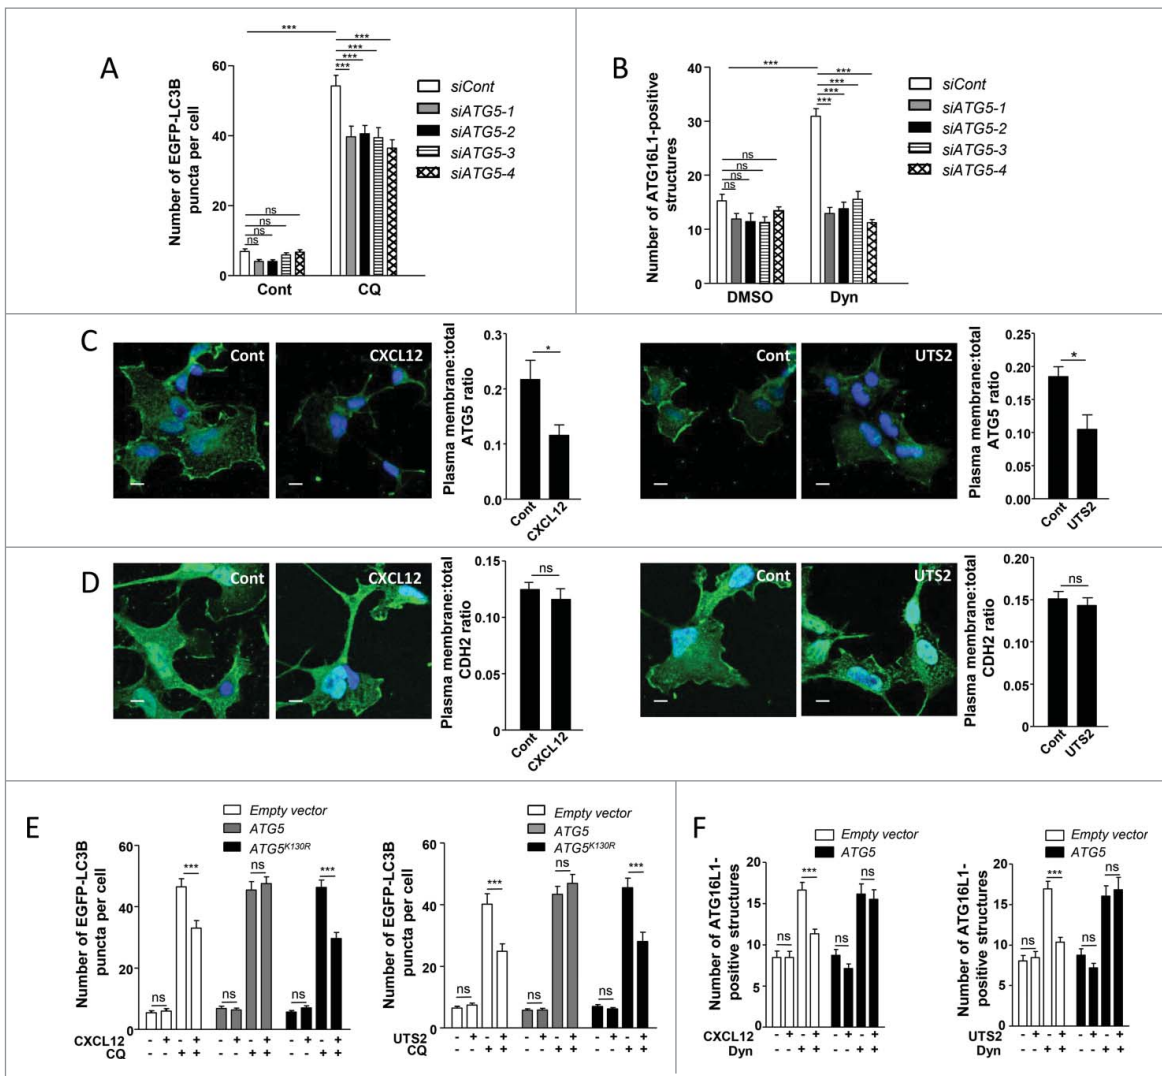 A
Number of EGFP-LC3B
puncta per cell
60
40
20
0
ns
ns
ns
ns
***
***
***
***
***
Cont
CQ
siCont
siATG5-1
siATG5-2
siATG5-3
siATG5-4
B
Number of ATG16L1-positive
structures
40
30
20
10
0
ns
ns
ns
ns
***
***
***
***
***
DMSO
Dyn
siCont
siATG5-1
siATG5-2
siATG5-3
siATG5-4
C
Cont
CXCL12
Plasma membrane:total
ATG5 ratio
0.3
0.2
0.1
0.0
*
Cont
CXCL12
Cont
UTS2
Plasma membrane:total
ATG5 ratio
0.25
0.20
0.15
0.10
0.05
0.00
*
Cont
UTS2
D
Cont
CXCL12
Plasma membrane:total
CDH2 ratio
0.15
0.10
0.05
0
ns
Cont
CXCL12
Cont
UTS2
Plasma membrane:total
CDH2 ratio
0.20
0.15
0.10
0.05
0
ns
Cont
UTS2
E
Empty vector
ATG5
ATG5K130R
Number of EGFP-LC3B
puncta per cell
60
40
20
0
ns
***
ns
ns
ns
***
CXCL12 - + - + - + - + - + - +
CQ - - + + - - + + - - + +
Empty vector
ATG5
ATG5K130R
Number of EGFP-LC3B
puncta per cell
60
40
20
0
ns
***
ns
ns
ns
***
UTS2 - + - + - + - + - + - +
CQ - - + + - - + + - - + +
F
Empty vector
ATG5
Number of ATG16L1-
positive structures
20
15
10
5
0
ns
***
ns
ns
CXCL12 - + - + - + - +
Dyn - - + + - - + +
Empty vector
ATG5
Number of ATG16L1-
positive structures
20
15
10
5
0
ns
***
ns
ns
UTS2 - + - + - + - +
Dyn - - + + - - + +